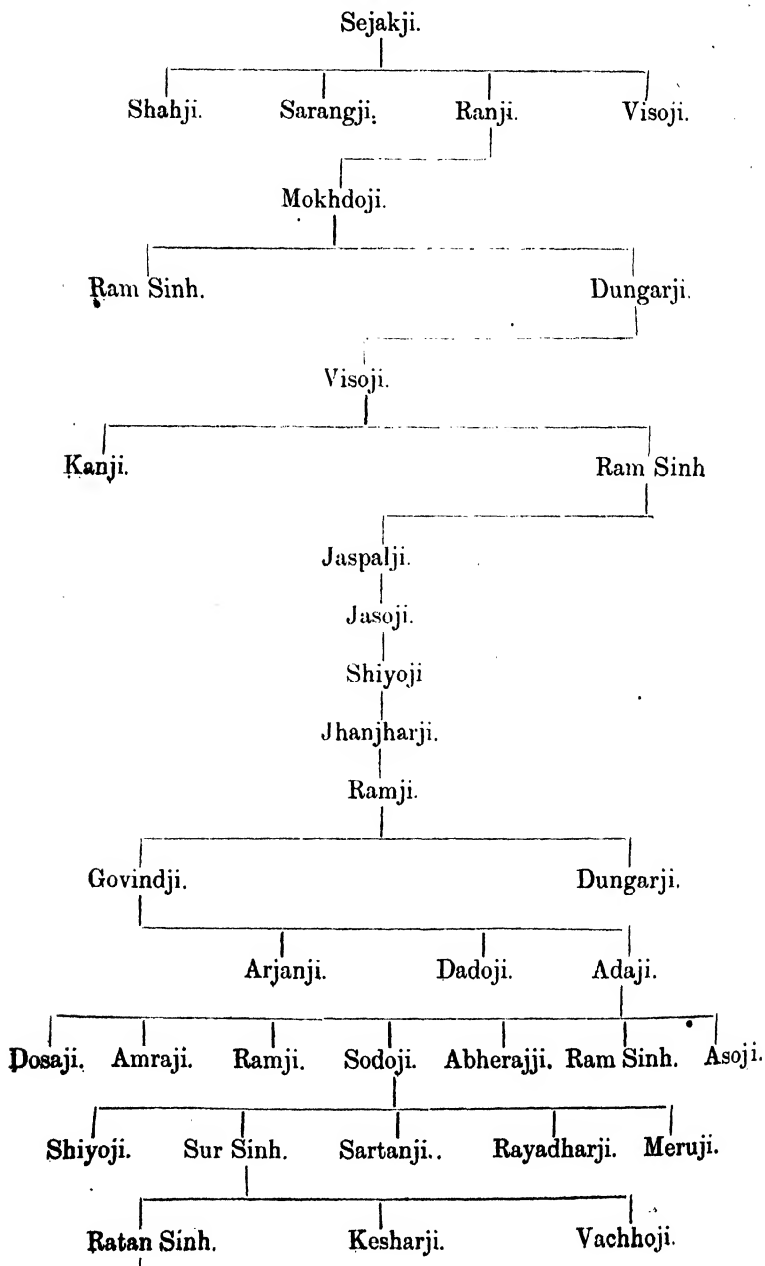 Sejakji.
Shahji. Sarangji. Ranji. Visoji.
Mokhdoji.
Ram Sinh. Dungarji.
Visoji.
Kanji. Ram Sinh
Jaspalji.
Jasoji.
Shiyoji
Jhanjharji.
Ramji.
Govindji. Dungarji.
Arjanji. Dadoji. Adaji.
Dosaji. Amraji. Ramji. Sodoji. Abherajji. Ram Sinh. Asoji.
Shiyoji. Sur Sinh. Sartanji.. Rayadharji. Meruji.
Ratan Sinh. Kesharji. Vachhoji.